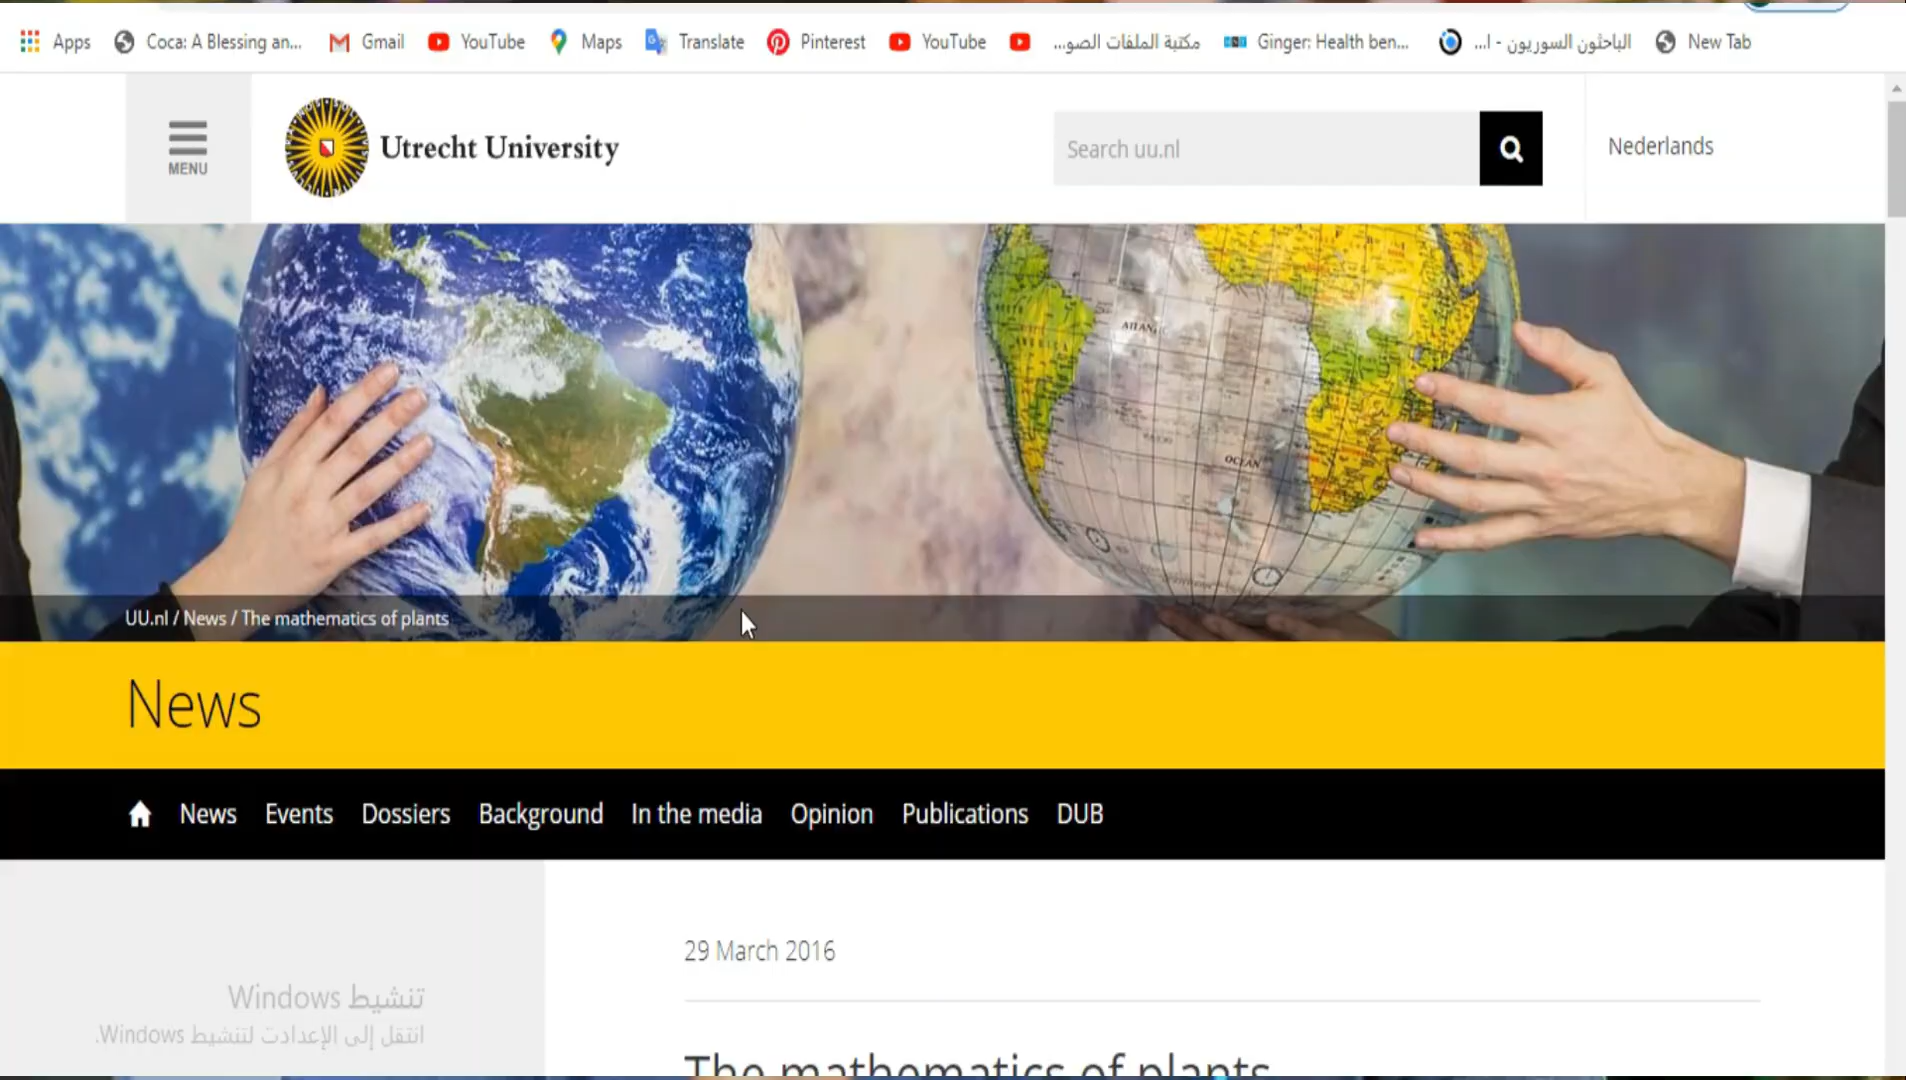 Apps Coca: A Blessing an... Gmail YouTube Maps Translate Pinterest YouTube مكتبة الملفات الصو... Ginger: Health ben... الباحثون السوريون - ا... New Tab
MENU
Utrecht University
Search uu.nl
Nederlands
ATLANTIC
OCEAN
UU.nl / News / The mathematics of plants
News
News Events Dossiers Background In the media Opinion Publications DUB
29 March 2016
تنشيط Windows
انتقل إلى الإعدادت لتنشيط Windows.
The mathematics of plants